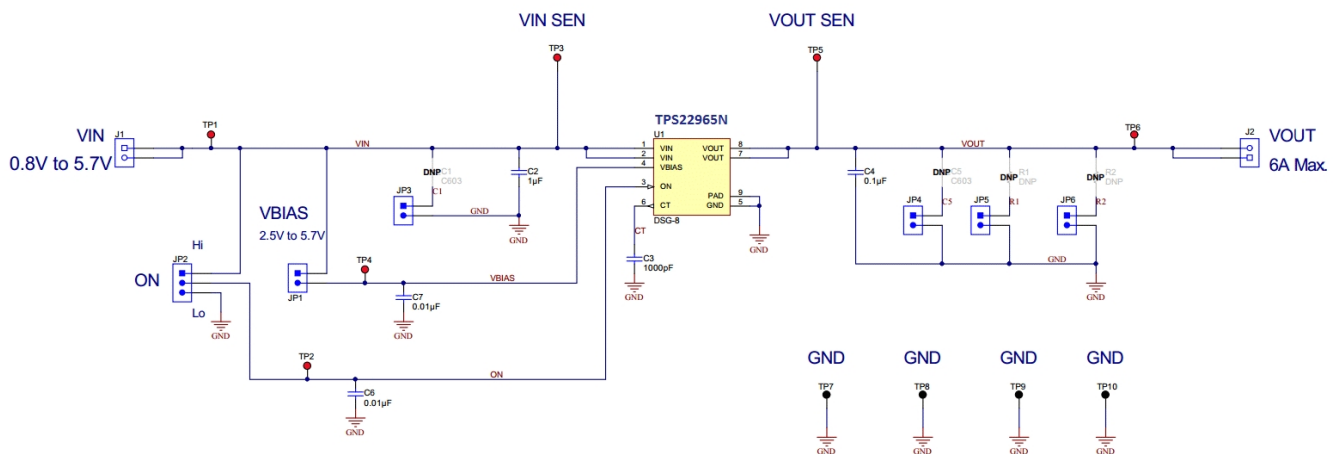 VIN SEN
VOUT SEN
TP3
TP5
TPS22965N
U1
J1
VIN
0.8V to 5.7V
TP1
VIN
1
VIN
2
VIN
4
VBIAS
3
ON
6
CT
VOUT
8
VOUT
7
PAD
9
GND
5
DSG-8
VOUT
TP6
J2
VOUT
6A Max.
DNP
C1
C603
C1
C2
1µF
JP3
GND
GND
CT
C3
1000pF
GND
GND
C4
0.1µF
DNP
C5
C603
C5
JP4
DNP
R1
DNP
R1
JP5
DNP
R2
DNP
R2
JP6
GND
GND
VBIAS
2.5V to 5.7V
Hi
JP2
ON
Lo
GND
JP1
TP4
VBIAS
C7
0.01µF
GND
TP2
ON
C6
0.01µF
GND
GND
GND
GND
GND
TP7
TP8
TP9
TP10
GND
GND
GND
GND